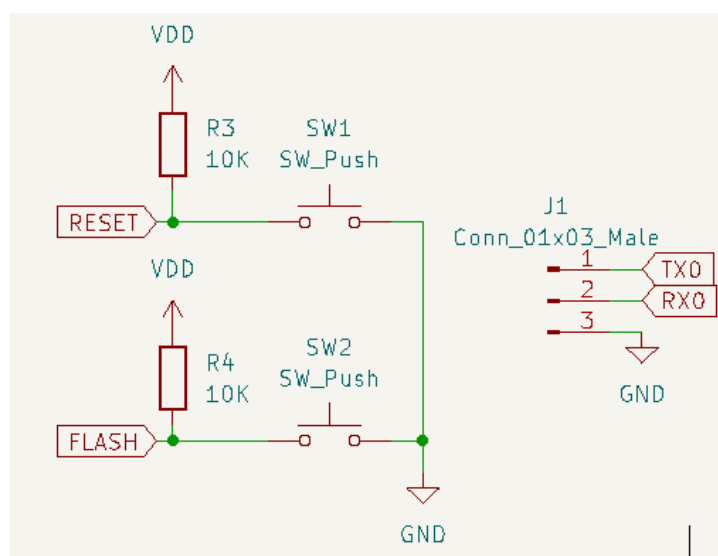 VDD
R3
10K
SW1
SW_Push
RESET
J1
Conn_01x03_Male
1
TX0
2
RX0
3
GND
VDD
R4
10K
SW2
SW_Push
FLASH
GND